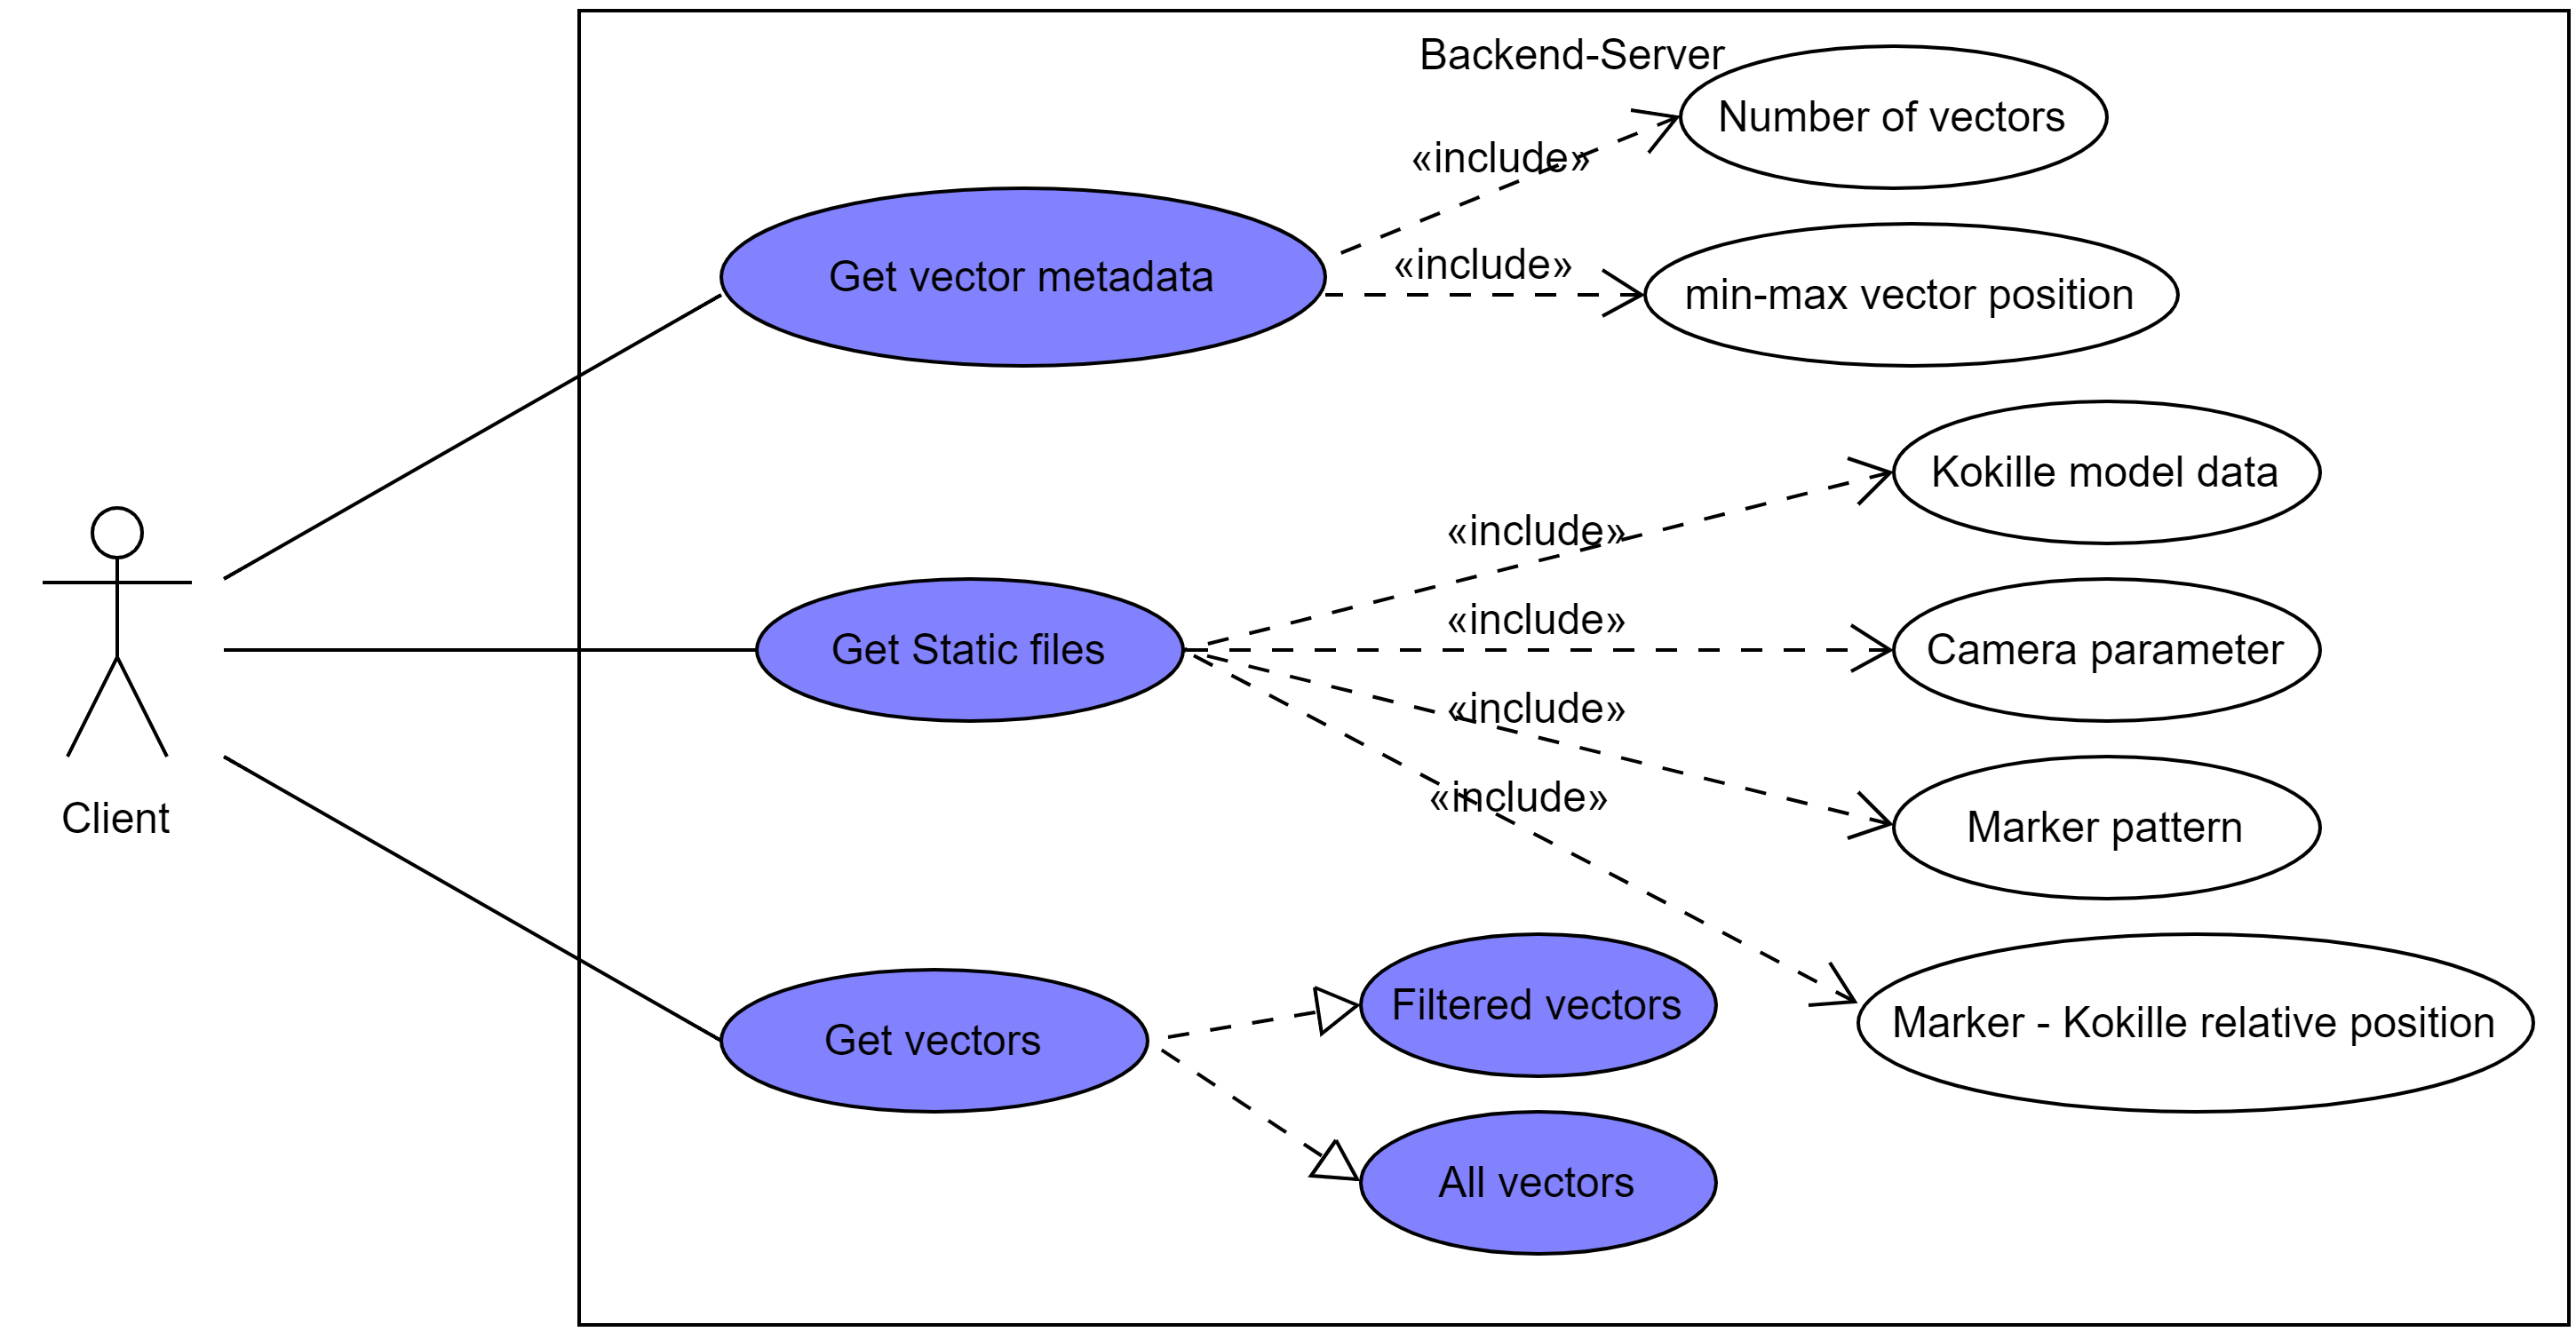 Backend-Server
Number of vectors
«include»
Get vector metadata
«include»
min-max vector position
Kokille model data
«include»
Client
Get Static files
«include»
Camera parameter
«include»
Marker pattern
«include»
Marker - Kokille relative position
Get vectors
Filtered vectors
All vectors